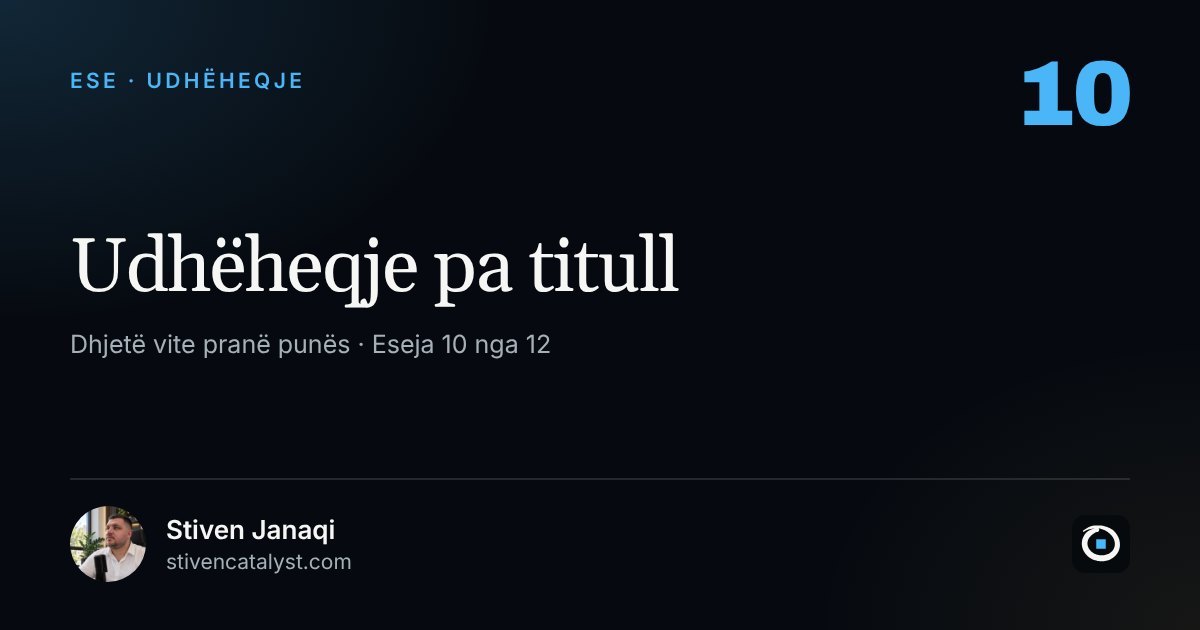 ESE · UDHËHEQJE
10
Udhëheqje pa titull
Dhjetë vite pranë punës · Eseja 10 nga 12
Stiven Janaqi
stivencatalyst.com